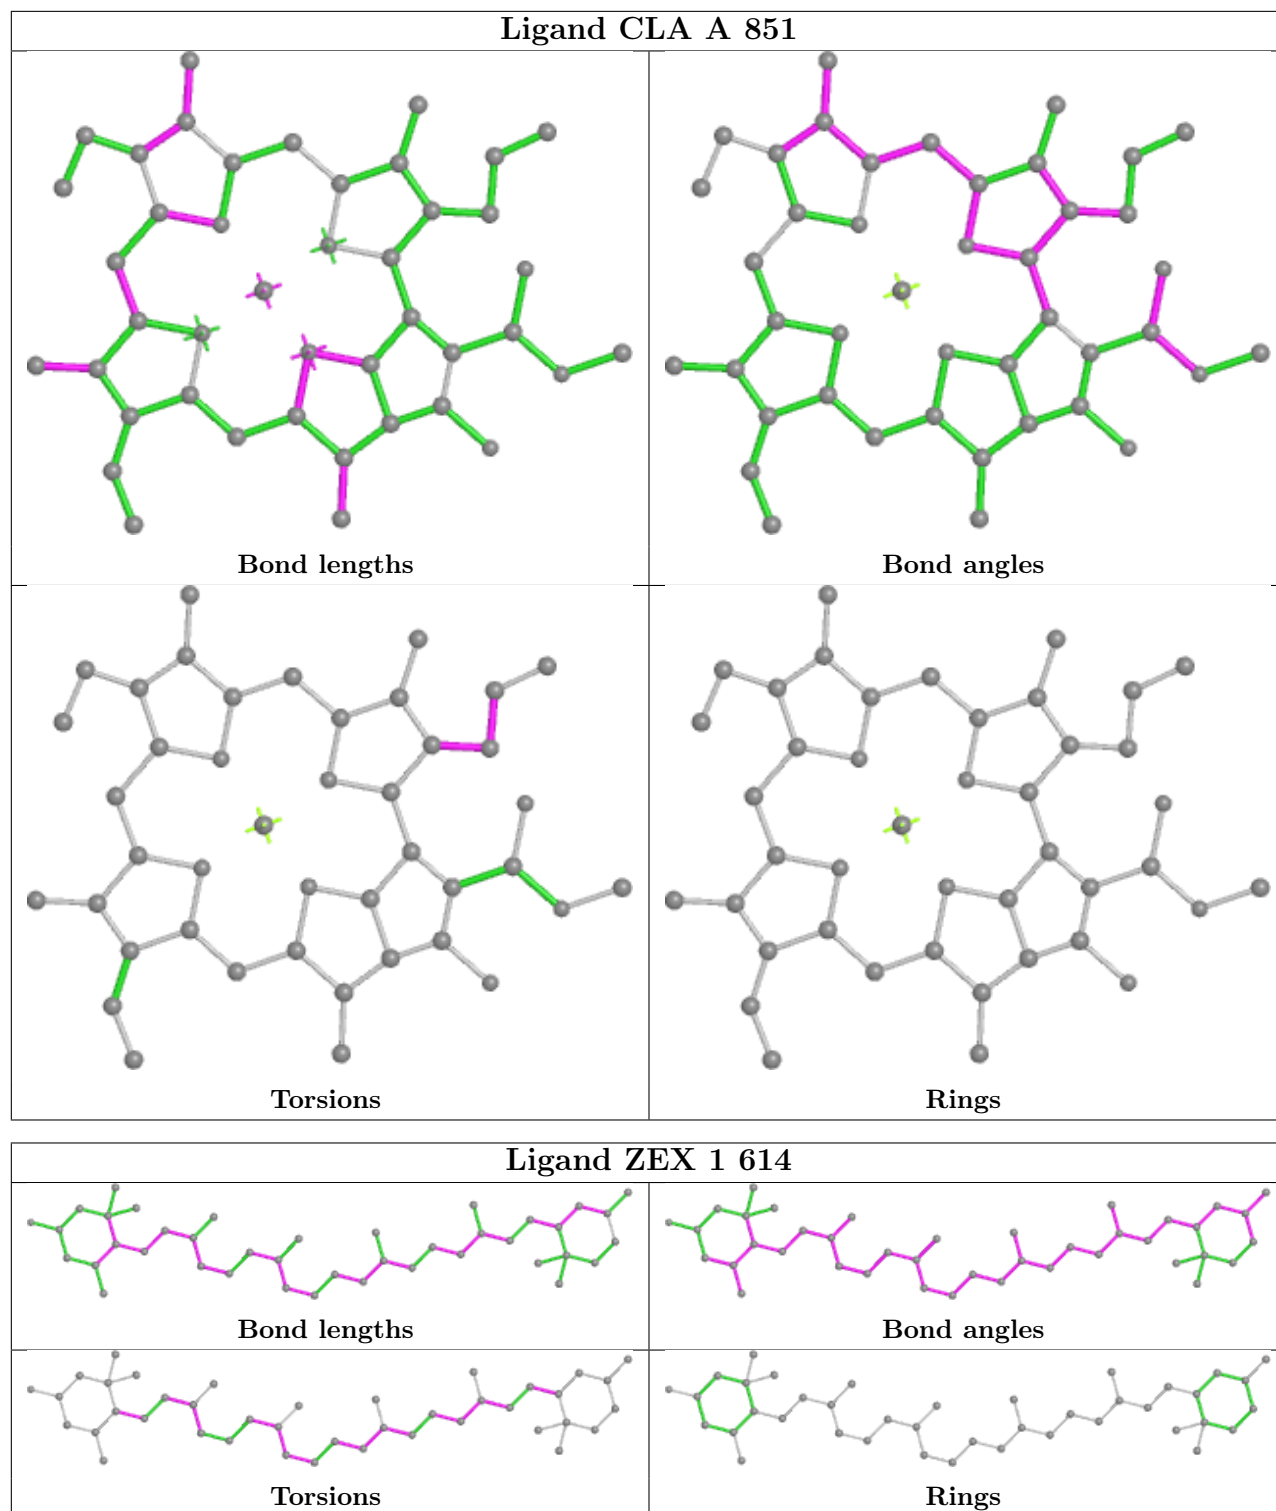 Ligand CLA A 851
Bond lengths
Bond angles
Torsions
Rings
Ligand ZEX 1 614
Bond lengths
Bond angles
Torsions
Rings